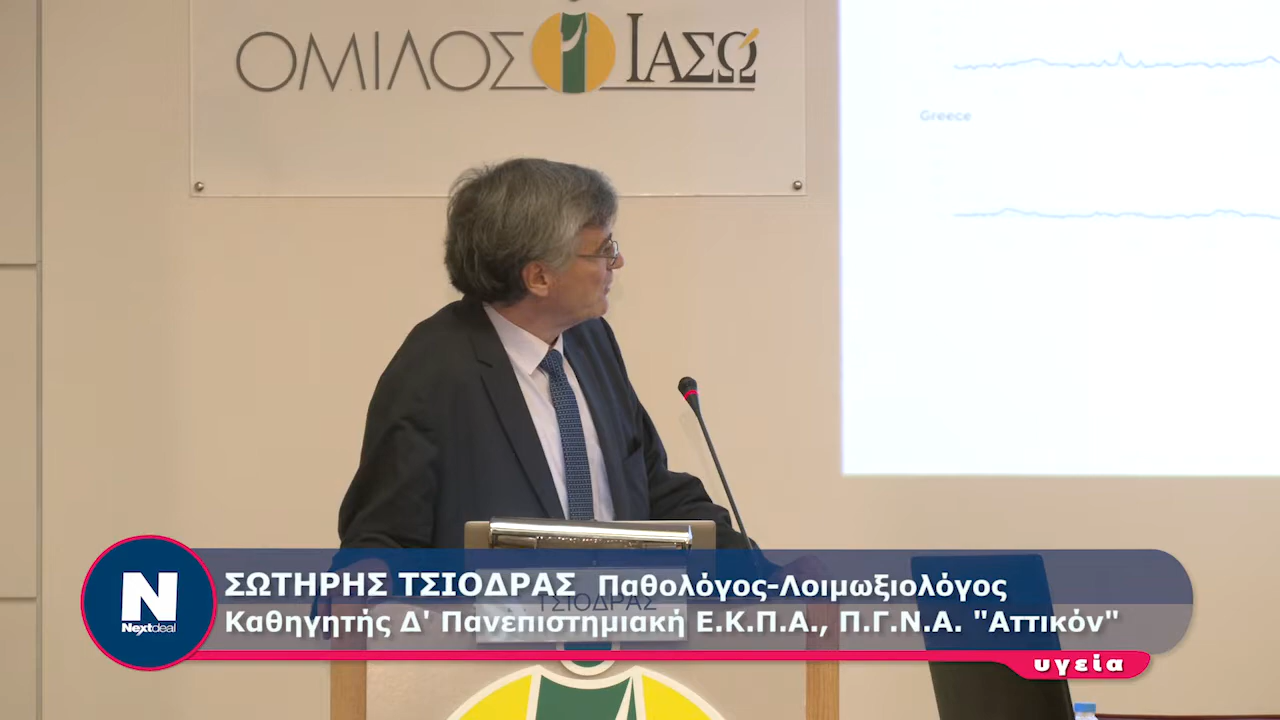 ΟΜΙΛΟΣ ΙΑΣΩ
Greece
ΣΩΤΗΡΗΣ ΤΣΙΟΔΡΑΣ Παθολόγος-Λοιμωξιολόγος
ΤΣΙΟΔΡΑΣ
Καθηγητής Δ' Πανεπιστημιακή Ε.Κ.Π.Α., Π.Γ.Ν.Α. "Αττικόν"
N
Nextdeal
υγεία